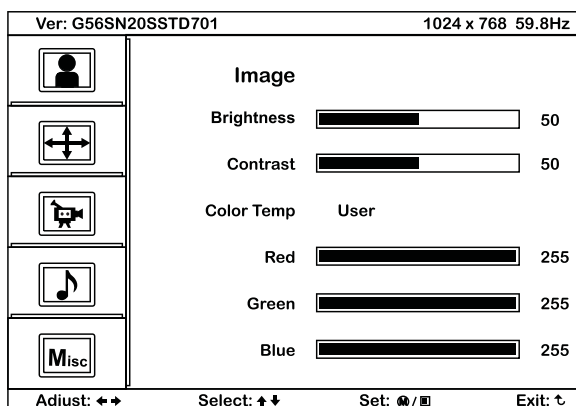 Ver: G56SN20SSTD701 1024 x 768 59.8Hz
Image
Brightness 50
Contrast 50
Color Temp User
Red 255
Green 255
Blue 255
Misc
Adjust: ←→ Select: ↑↓ Set: M/ Exit: